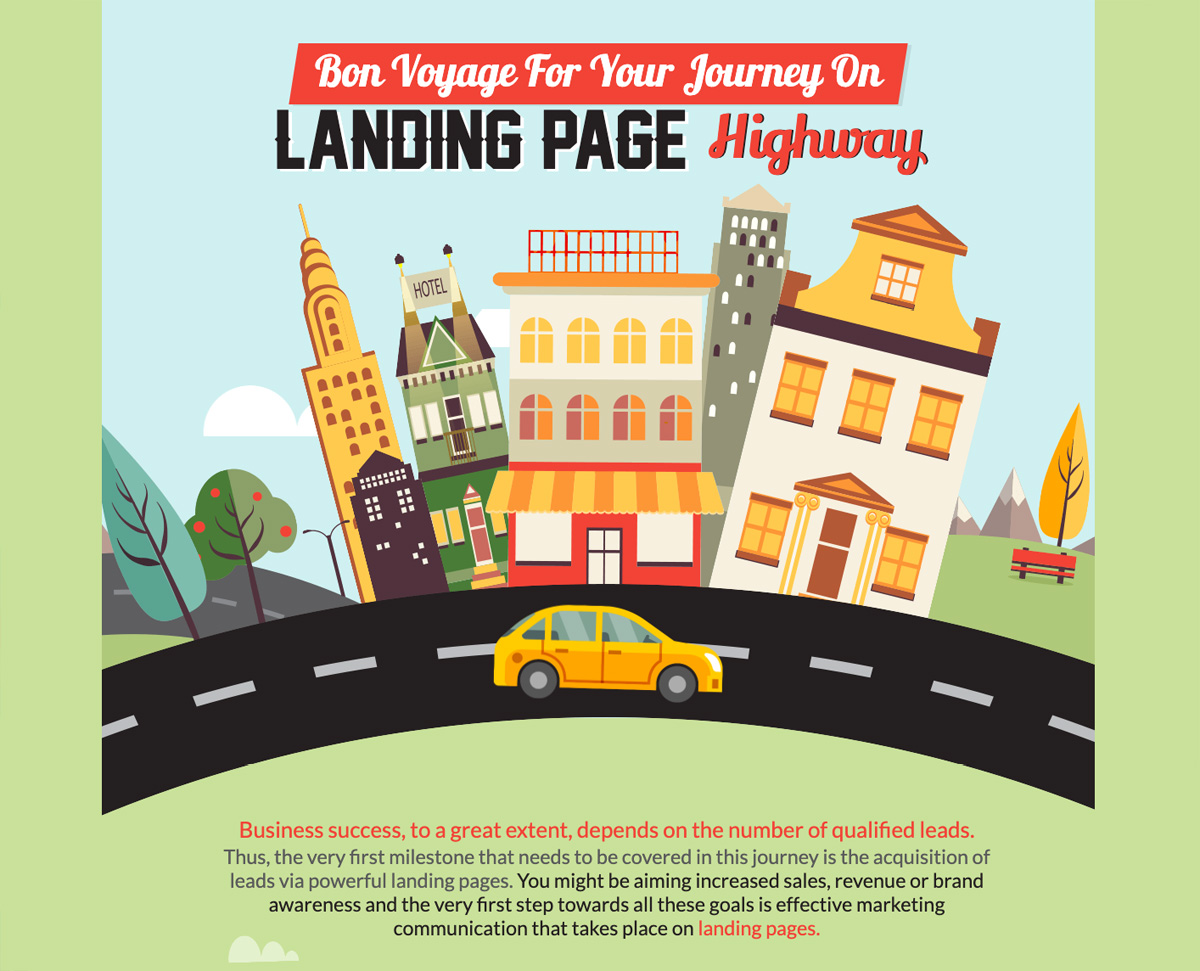 Bon Voyage For Your Journey On
LANDING PAGE Highway
HOTEL
Business success, to a great extent, depends on the number of qualified leads.
Thus, the very first milestone that needs to be covered in this journey is the acquisition of
leads via powerful landing pages. You might be aiming increased sales, revenue or brand
awareness and the very first step towards all these goals is effective marketing
communication that takes place on landing pages.